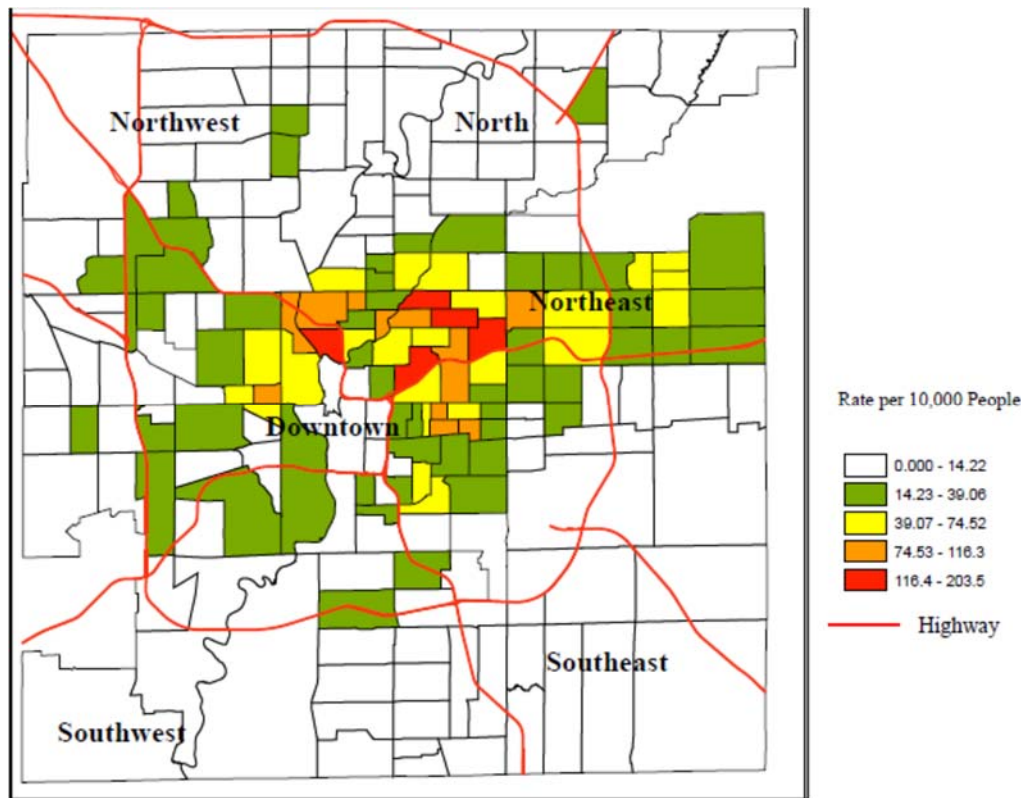 Northwest
North
Northeast
Downtown
Southeast
Southwest
Rate per 10,000 People
0.000 - 14.22
14.23 - 39.06
39.07 - 74.52
74.53 - 116.3
116.4 - 203.5
Highway